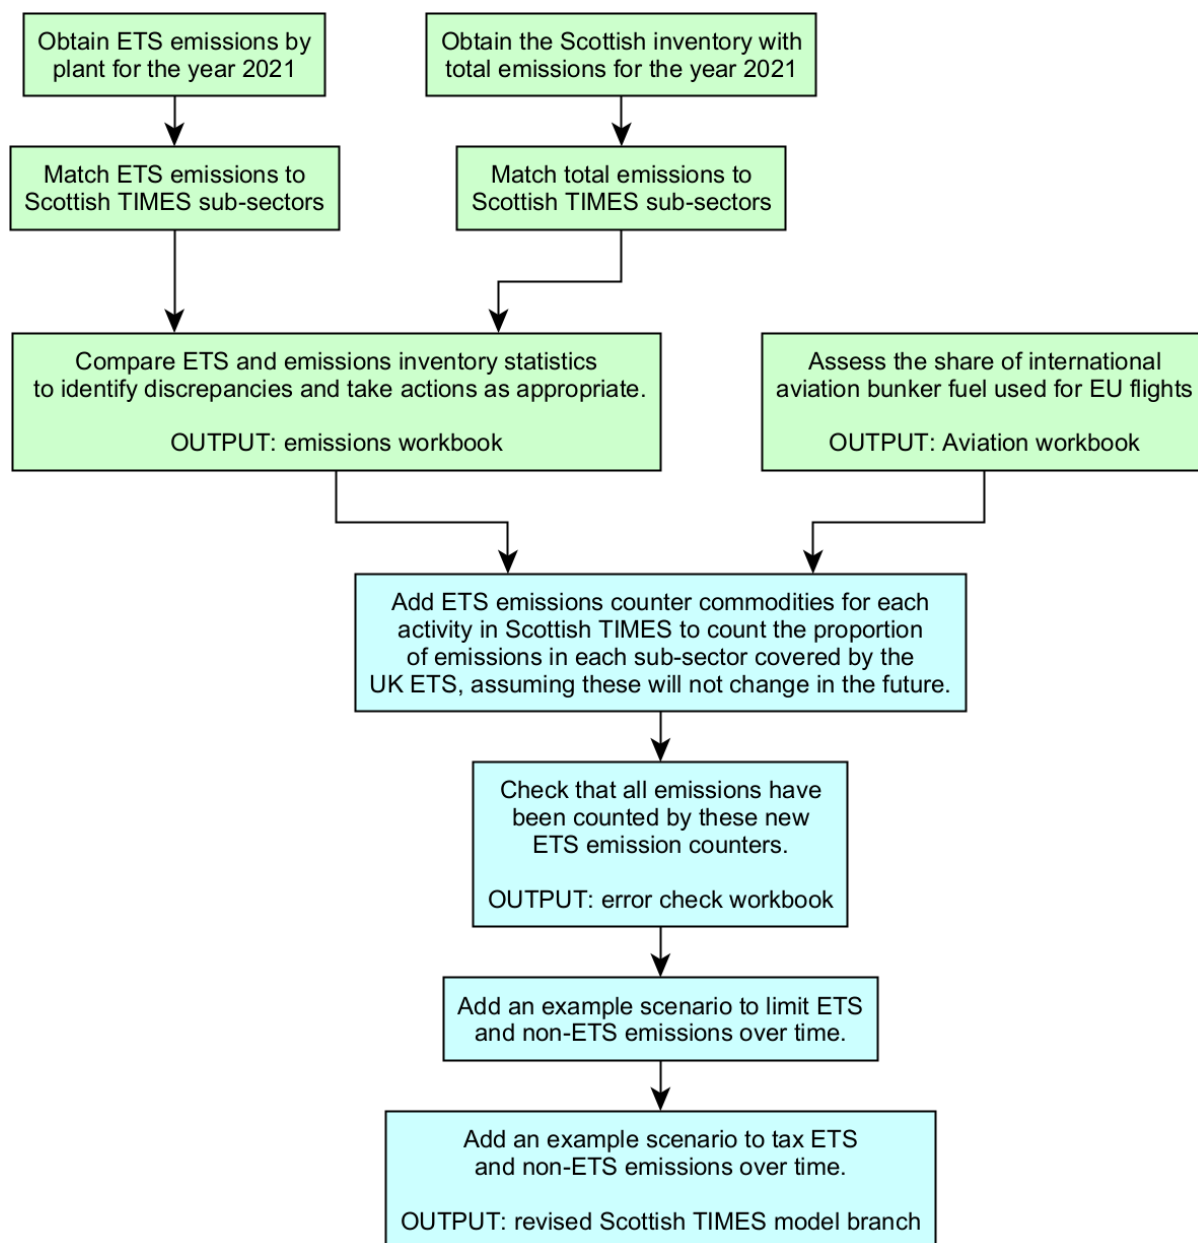 Obtain ETS emissions by
plant for the year 2021
Obtain the Scottish inventory with
total emissions for the year 2021
Match ETS emissions to
Scottish TIMES sub-sectors
Match total emissions to
Scottish TIMES sub-sectors
Compare ETS and emissions inventory statistics
to identify discrepancies and take actions as appropriate.
OUTPUT: emissions workbook
Assess the share of international
aviation bunker fuel used for EU flights
OUTPUT: Aviation workbook
Add ETS emissions counter commodities for each
activity in Scottish TIMES to count the proportion
of emissions in each sub-sector covered by the
UK ETS, assuming these will not change in the future.
Check that all emissions have
been counted by these new
ETS emission counters.
OUTPUT: error check workbook
Add an example scenario to limit ETS
and non-ETS emissions over time.
Add an example scenario to tax ETS
and non-ETS emissions over time.
OUTPUT: revised Scottish TIMES model branch